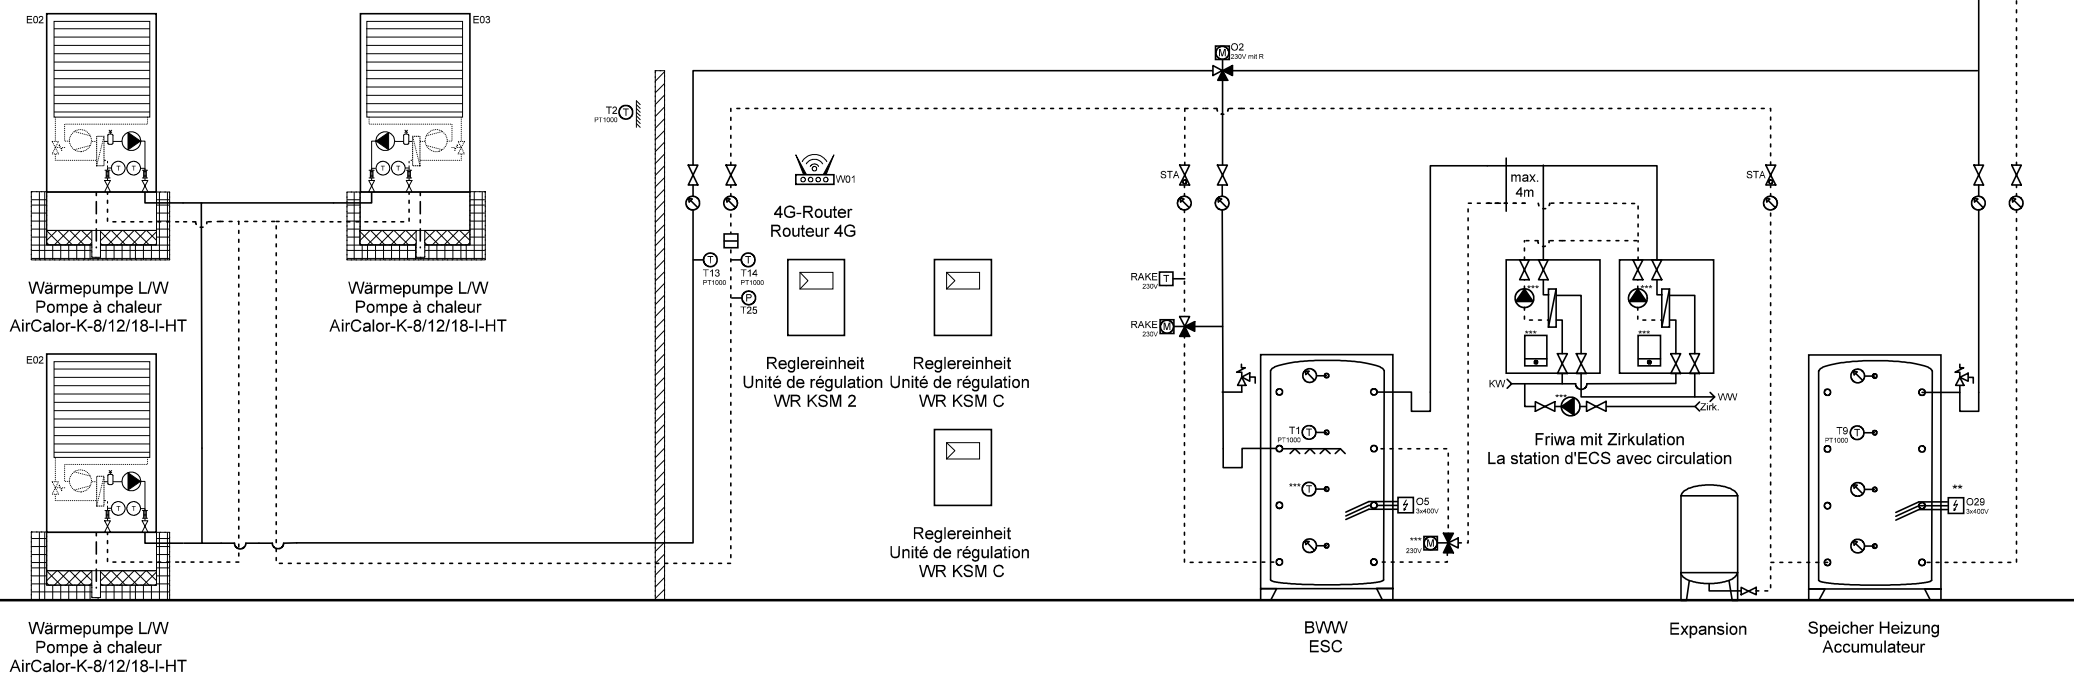 E02
E03
O2
230V mit R
T2
PT1000
W01
4G-Router
Routeur 4G
STA
max.
4m
STA
T13
PT1000
T14
PT1000
T25
RAKE
230V
Wärmepumpe L/W
Pompe à chaleur
AirCalor-K-8/12/18-I-HT
Wärmepumpe L/W
Pompe à chaleur
AirCalor-K-8/12/18-I-HT
RAKE
230V
E02
Reglereinheit
Unité de régulation
WR KSM 2
Reglereinheit
Unité de régulation
WR KSM C
KW
WW
Zirk.
T1
PT1000
T9
PT1000
Friwa mit Zirkulation
La station d'ECS avec circulation
***
O5
3x400V
**
O29
3x400V
Reglereinheit
Unité de régulation
WR KSM C
***
230V
Wärmepumpe L/W
Pompe à chaleur
AirCalor-K-8/12/18-I-HT
BWW
ESC
Expansion
Speicher Heizung
Accumulateur